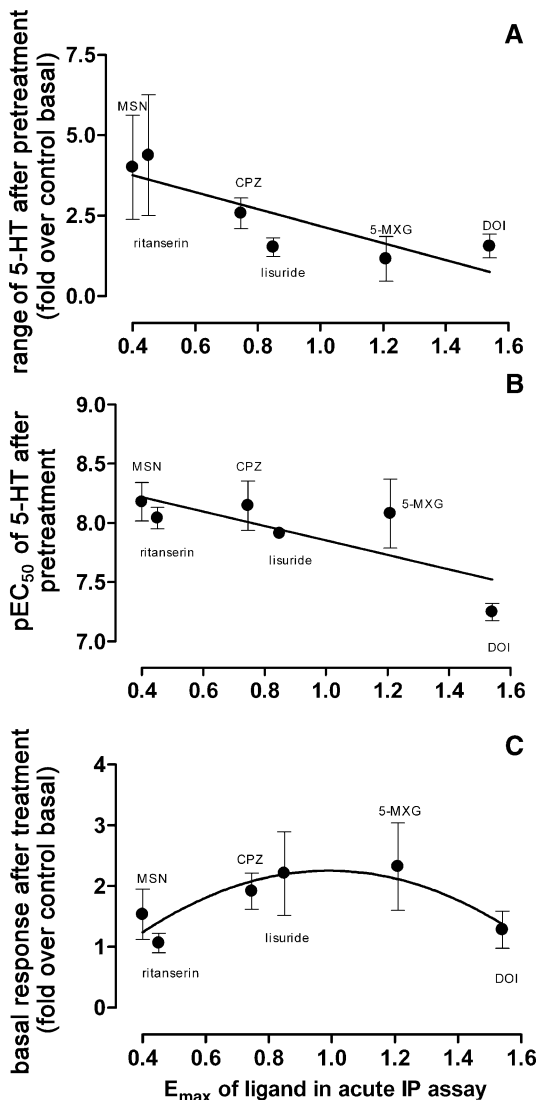 A
range of 5-HT after pretreatment
(fold over control basal)
7.5
5.0
2.5
0.0
MSN
ritanserin
CPZ
lisuride
5-MXG
DOI
0.4 0.6 0.8 1.0 1.2 1.4 1.6
B
pEC50 of 5-HT after
pretreatment
9.0
8.5
8.0
7.5
7.0
MSN
ritanserin
CPZ
lisuride
5-MXG
DOI
0.4 0.6 0.8 1.0 1.2 1.4 1.6
C
basal response after treatment
(fold over control basal)
4
3
2
1
0
MSN
ritanserin
CPZ
lisuride
5-MXG
DOI
0.4 0.6 0.8 1.0 1.2 1.4 1.6
Emax of ligand in acute IP assay